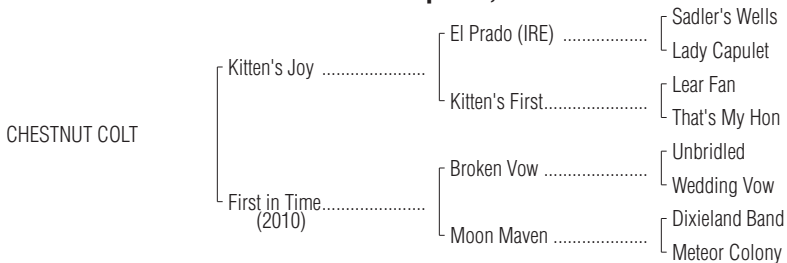 Sadler's Wells
El Prado (IRE) ..................
Lady Capulet
Kitten's Joy ......................
Lear Fan
Kitten's First......................
That's My Hon
CHESTNUT COLT
Unbridled
Broken Vow ......................
Wedding Vow
First in Time......................
(2010)
Dixieland Band
Moon Maven ....................
Meteor Colony